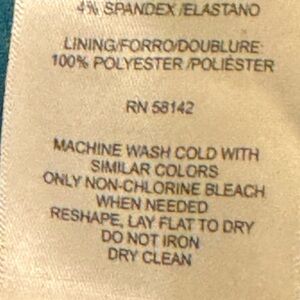 4% SPANDEX /ELASTANO
LINING/FORRO/DOUBLURE:
100% POLYESTER /POLIÉSTER
RN 58142
MACHINE WASH COLD WITH
SIMILAR COLORS
ONLY NON-CHLORINE BLEACH
WHEN NEEDED
RESHAPE, LAY FLAT TO DRY
DO NOT IRON
DRY CLEAN